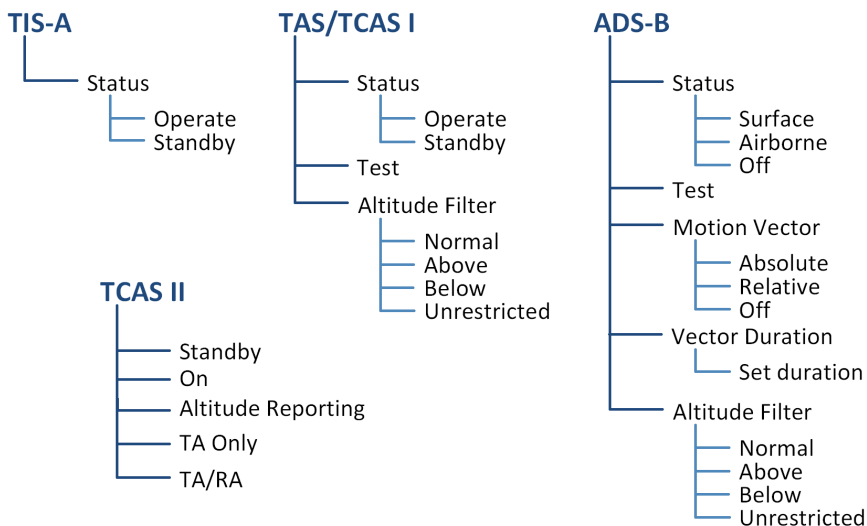 TIS-A
Status
Operate
Standby
TAS/TCAS I
Status
Operate
Standby
Test
Altitude Filter
Normal
Above
Below
Unrestricted
TCAS II
Standby
On
Altitude Reporting
TA Only
TA/RA
ADS-B
Status
Surface
Airborne
Off
Test
Motion Vector
Absolute
Relative
Off
Vector Duration
Set duration
Altitude Filter
Normal
Above
Below
Unrestricted